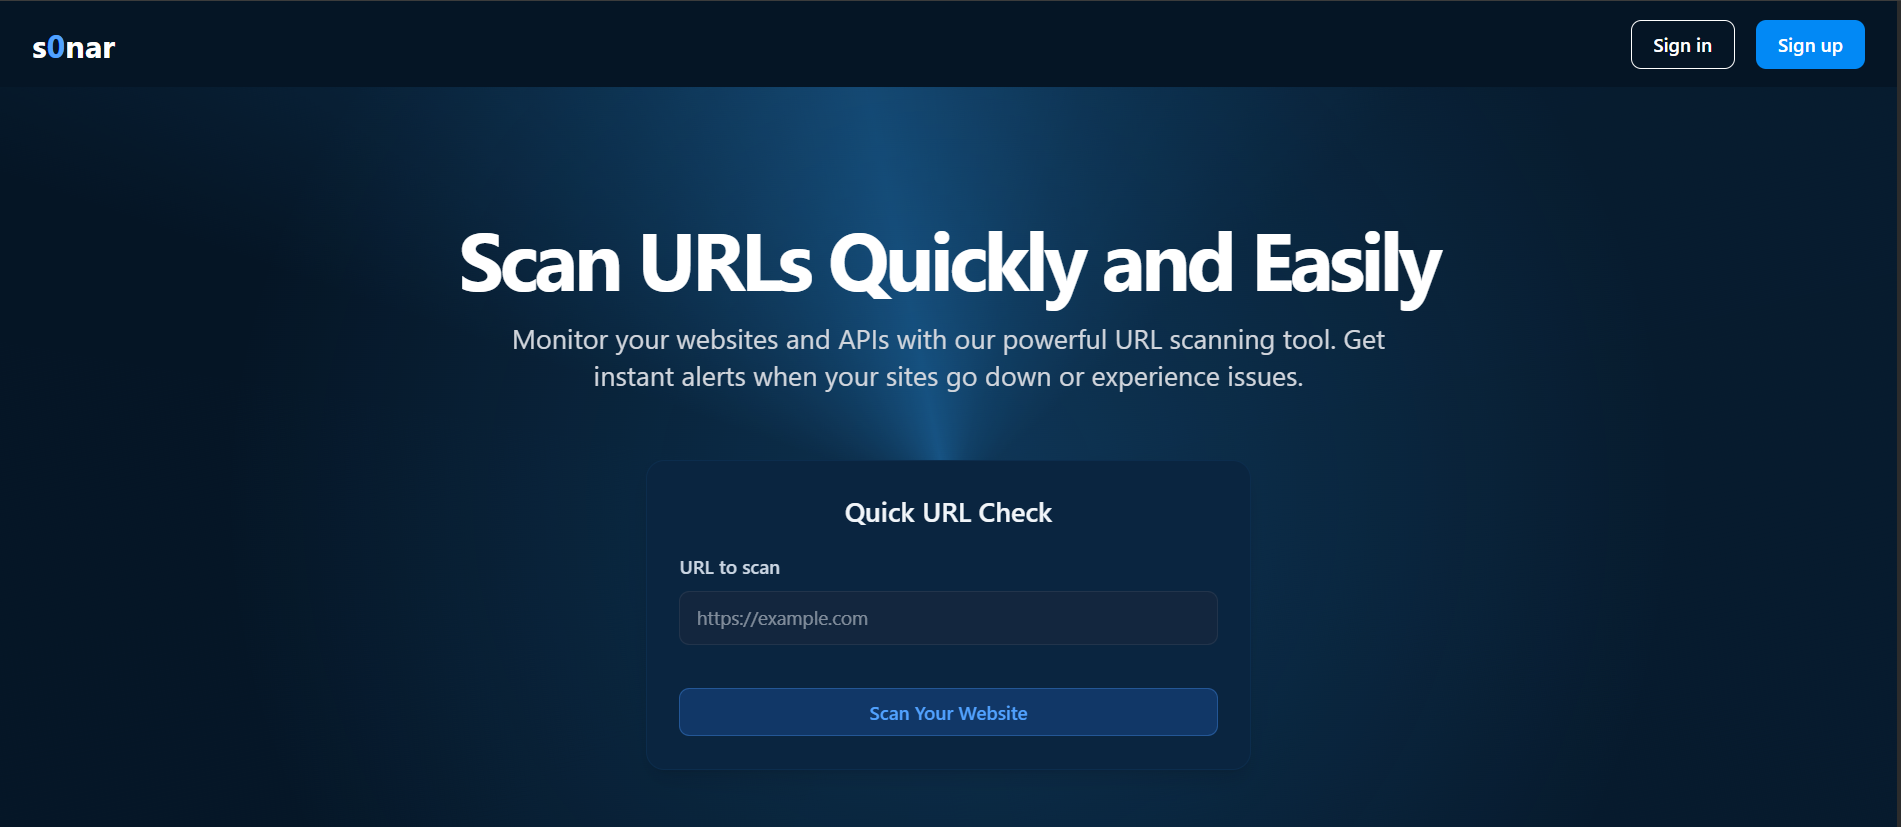 s0nar
Sign in
Sign up
Scan URLs Quickly and Easily
Monitor your websites and APIs with our powerful URL scanning tool. Get
instant alerts when your sites go down or experience issues.
Quick URL Check
URL to scan
https://example.com
Scan Your Website